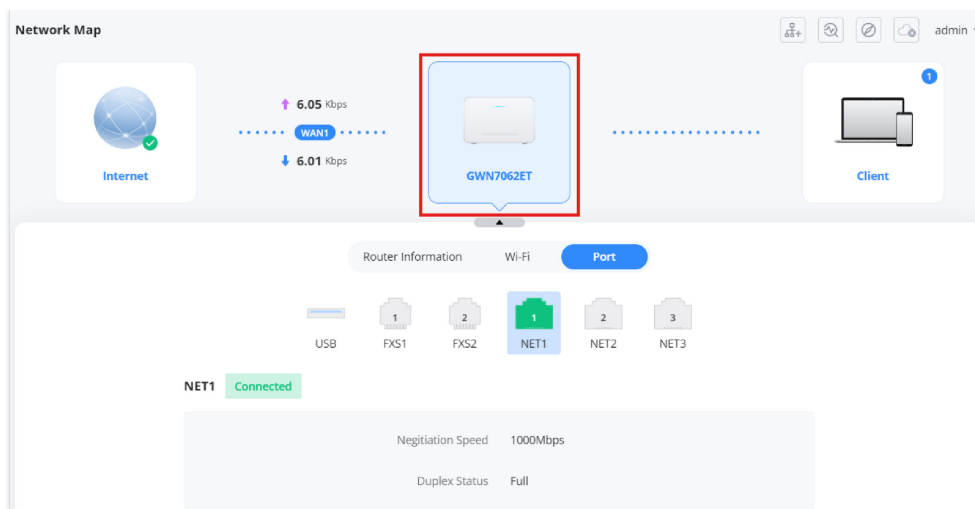 Network Map
admin
1
6.05 Kbps
WAN1
6.01 Kbps
Internet
GWN7062ET
Client
Router Information Wi-Fi Port
1 2 1 2 3
USB FXS1 FXS2 NET1 NET2 NET3
NET1 Connected
Negitiation Speed 1000Mbps
Duplex Status Full